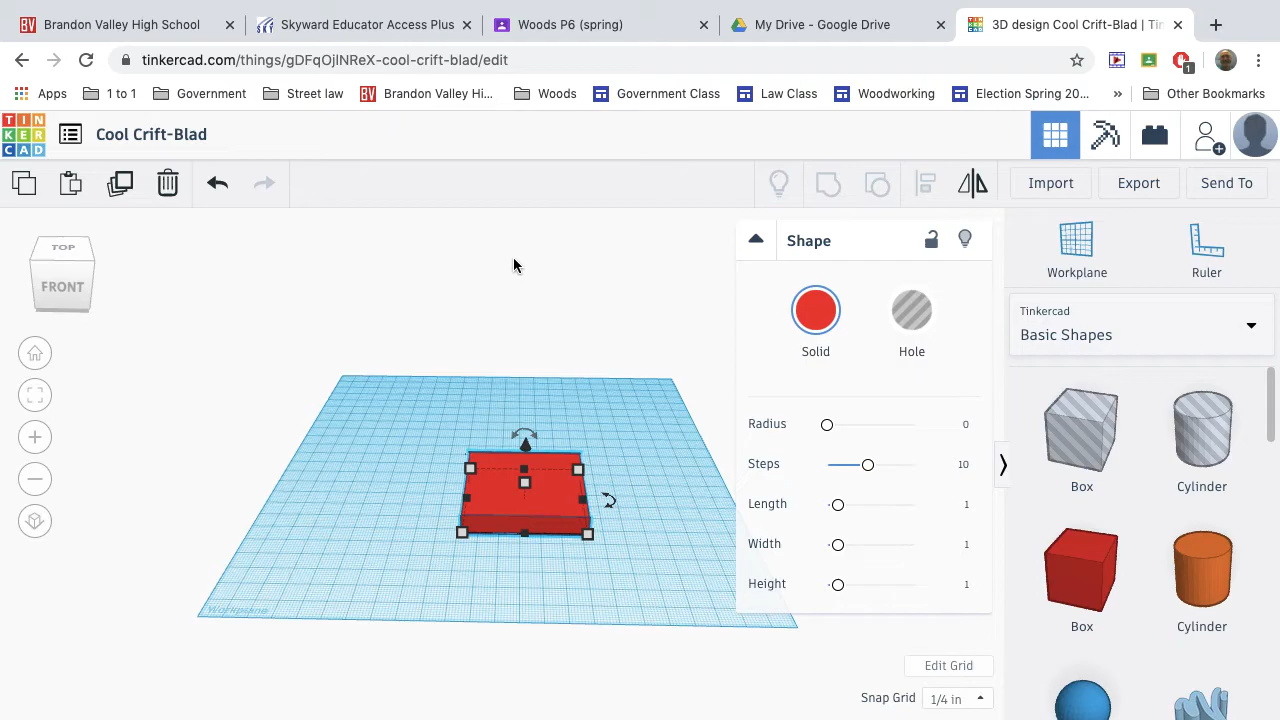 BV Brandon Valley High School
Skyward Educator Access Plus
Woods P6 (spring)
My Drive - Google Drive
3D design Cool Crift-Blad | Tin
tinkercad.com/things/gDFqOjlNReX-cool-crift-blad/edit
1
Apps
1 to 1
Government
Street law
BV Brandon Valley Hi...
Woods
Government Class
Law Class
Woodworking
Election Spring 20...
»
Other Bookmarks
TIN
KER
CAD
Cool Crift-Blad
Import
Export
Send To
TOP
FRONT
Shape
Solid
Hole
Radius 0
Steps 10
Length 1
Width 1
Height 1
Workplane
Ruler
Tinkercad
Basic Shapes
Box
Cylinder
Box
Cylinder
Workplane
Edit Grid
Snap Grid 1/4 in